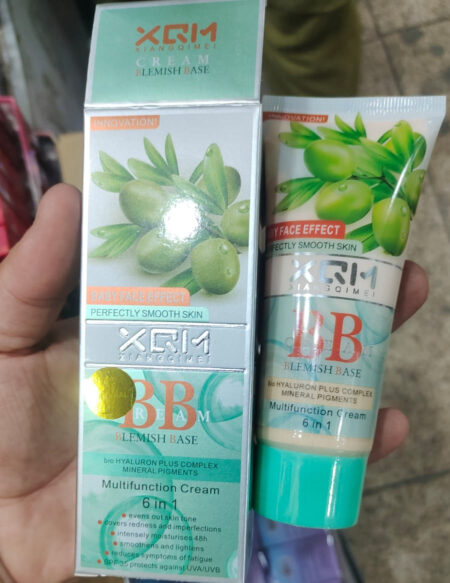 XQM
XIANGQIMEI
CREAM
BLEMISH BASE
INNOVATION!
BABY FACE EFFECT
PERFECTLY SMOOTH SKIN
XQM
XIANGQIMEI
BB
CREAM
BLEMISH BASE
bio HYALURON PLUS COMPLEX
MINERAL PIGMENTS
Multifunction Cream
6 in 1
evens out skin tone
covers redness and imperfections
intensely moisturises 48h
smoothens and lightens
reduces symptoms of fatigue
protects against UVA/UVB
INNOVATION!
BY FACE EFFECT
PERFECTLY SMOOTH SKIN
XQM
XIANGQIMEI
BB
BLEMISH BASE
bio HYALURON PLUS COMPLEX
MINERAL PIGMENTS
Multifunction Cream
6 in 1